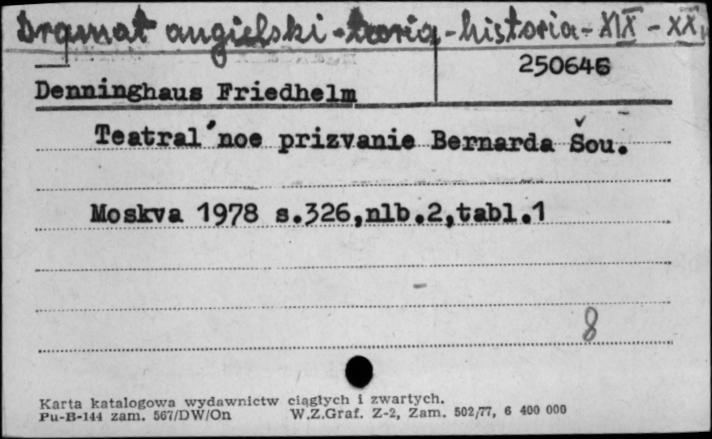 Dramat angielski - teoria - historia - XIX - XX w
250646
Denninghaus Friedhelm
Teatral'noe prizvanie Bernarda Šou.
Moskva 1978 s.326,nlb.2,tabl.1
8
Karta katalogowa wydawnictw ciągłych i zwartych.
Pu-B-144 zam. 567/DW/On W.Z.Graf. Z-2, Zam. 502/77, 6 400 000